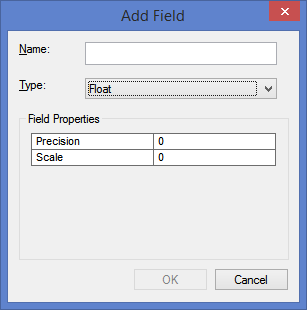 Add Field
Name:
Type: Float
Field Properties
Precision 0
Scale 0
OK Cancel